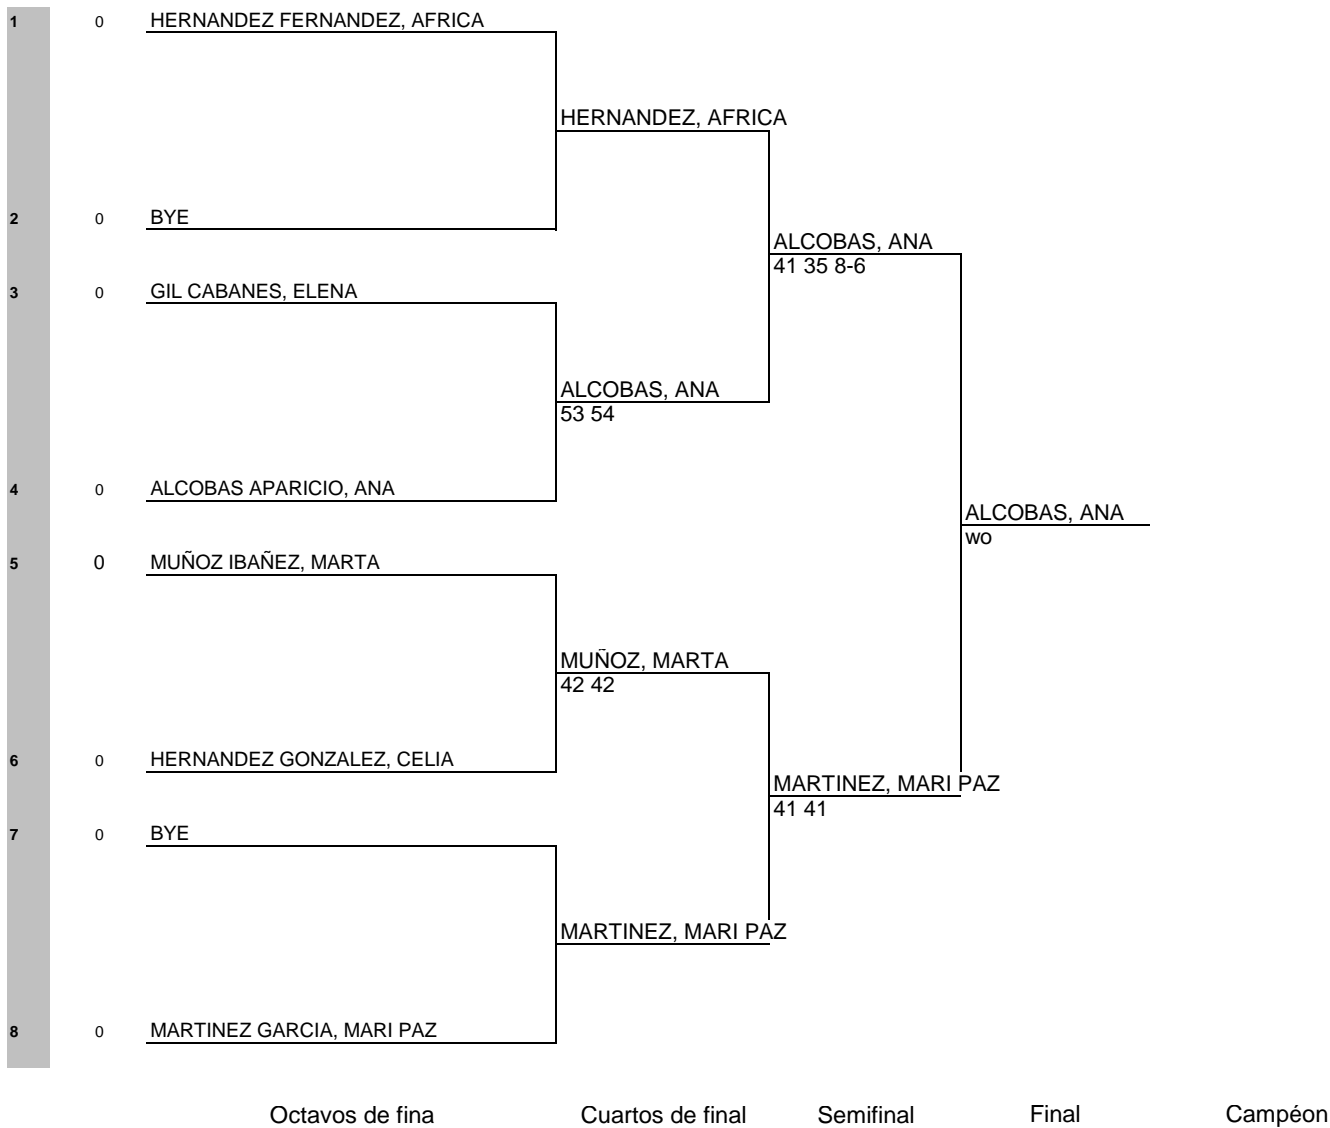 1 0 HERNANDEZ FERNANDEZ, AFRICA
HERNANDEZ, AFRICA
2 0 BYE
ALCOBAS, ANA
41 35 8-6
3 0 GIL CABANES, ELENA
ALCOBAS, ANA
53 54
4 0 ALCOBAS APARICIO, ANA
ALCOBAS, ANA
wo
5 0 MUÑOZ IBAÑEZ, MARTA
MUÑOZ, MARTA
42 42
6 0 HERNANDEZ GONZALEZ, CELIA
MARTINEZ, MARI PAZ
41 41
7 0 BYE
MARTINEZ, MARI PAZ
8 0 MARTINEZ GARCIA, MARI PAZ
Octavos de fina Cuartos de final Semifinal Final Campéon